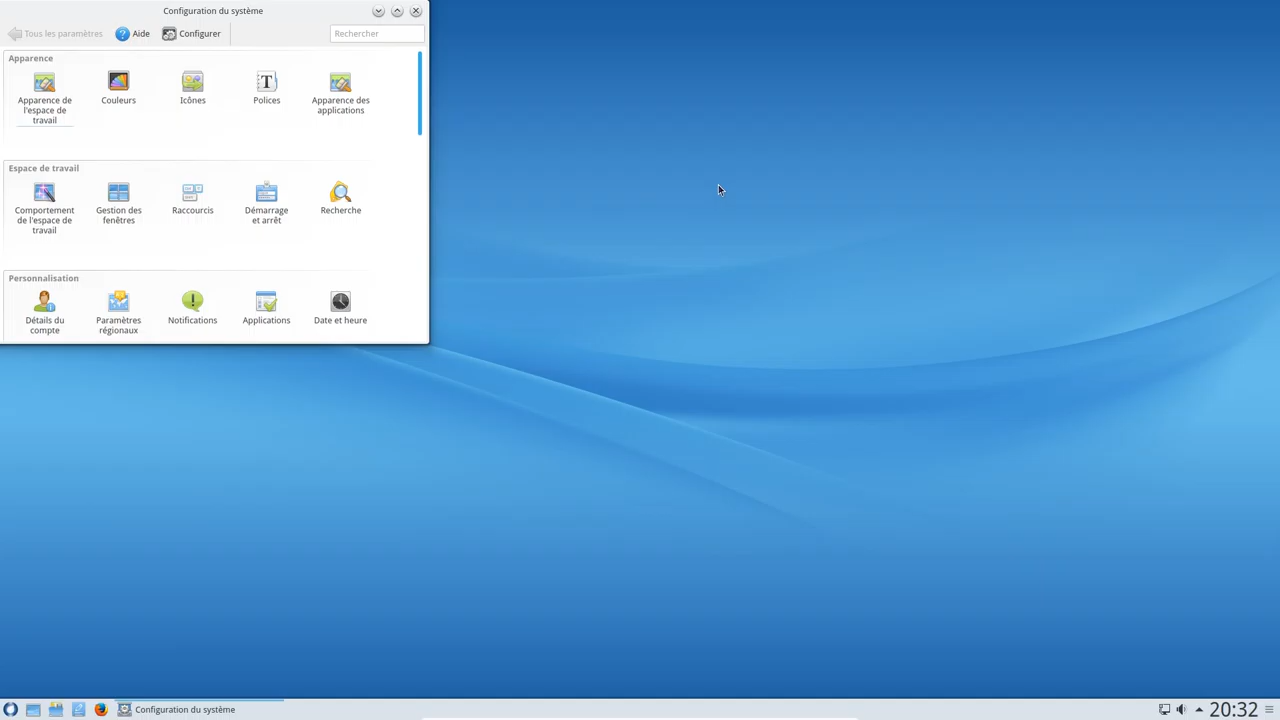 Configuration du système
Tous les paramètres
Aide
Configurer
Rechercher
Apparence
Apparence de
l'espace de
travail
Couleurs
Icônes
Polices
Apparence des
applications
Espace de travail
Comportement
de l'espace de
travail
Gestion des
fenêtres
Raccourcis
Démarrage
et arrêt
Recherche
Personnalisation
Détails du
compte
Paramètres
régionaux
Notifications
Applications
Date et heure
Configuration du système
20:32